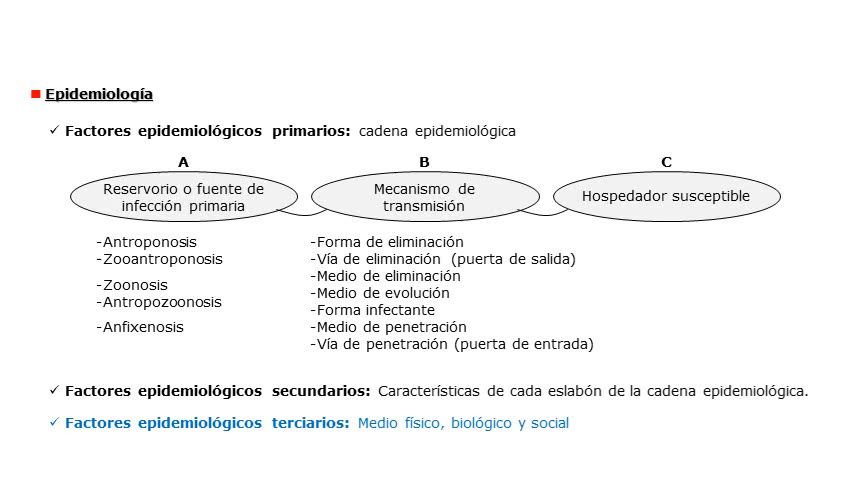 Epidemiología
✓ Factores epidemiológicos primarios: cadena epidemiológica
A
B
C
Reservorio o fuente de
infección primaria
Mecanismo de
transmisión
Hospedador susceptible
-Antroponosis
-Zooantroponosis
-Zoonosis
-Antropozoonosis
-Anfixenosis
-Forma de eliminación
-Vía de eliminación (puerta de salida)
-Medio de eliminación
-Medio de evolución
-Forma infectante
-Medio de penetración
-Vía de penetración (puerta de entrada)
✓ Factores epidemiológicos secundarios: Características de cada eslabón de la cadena epidemiológica.
✓ Factores epidemiológicos terciarios: Medio físico, biológico y social